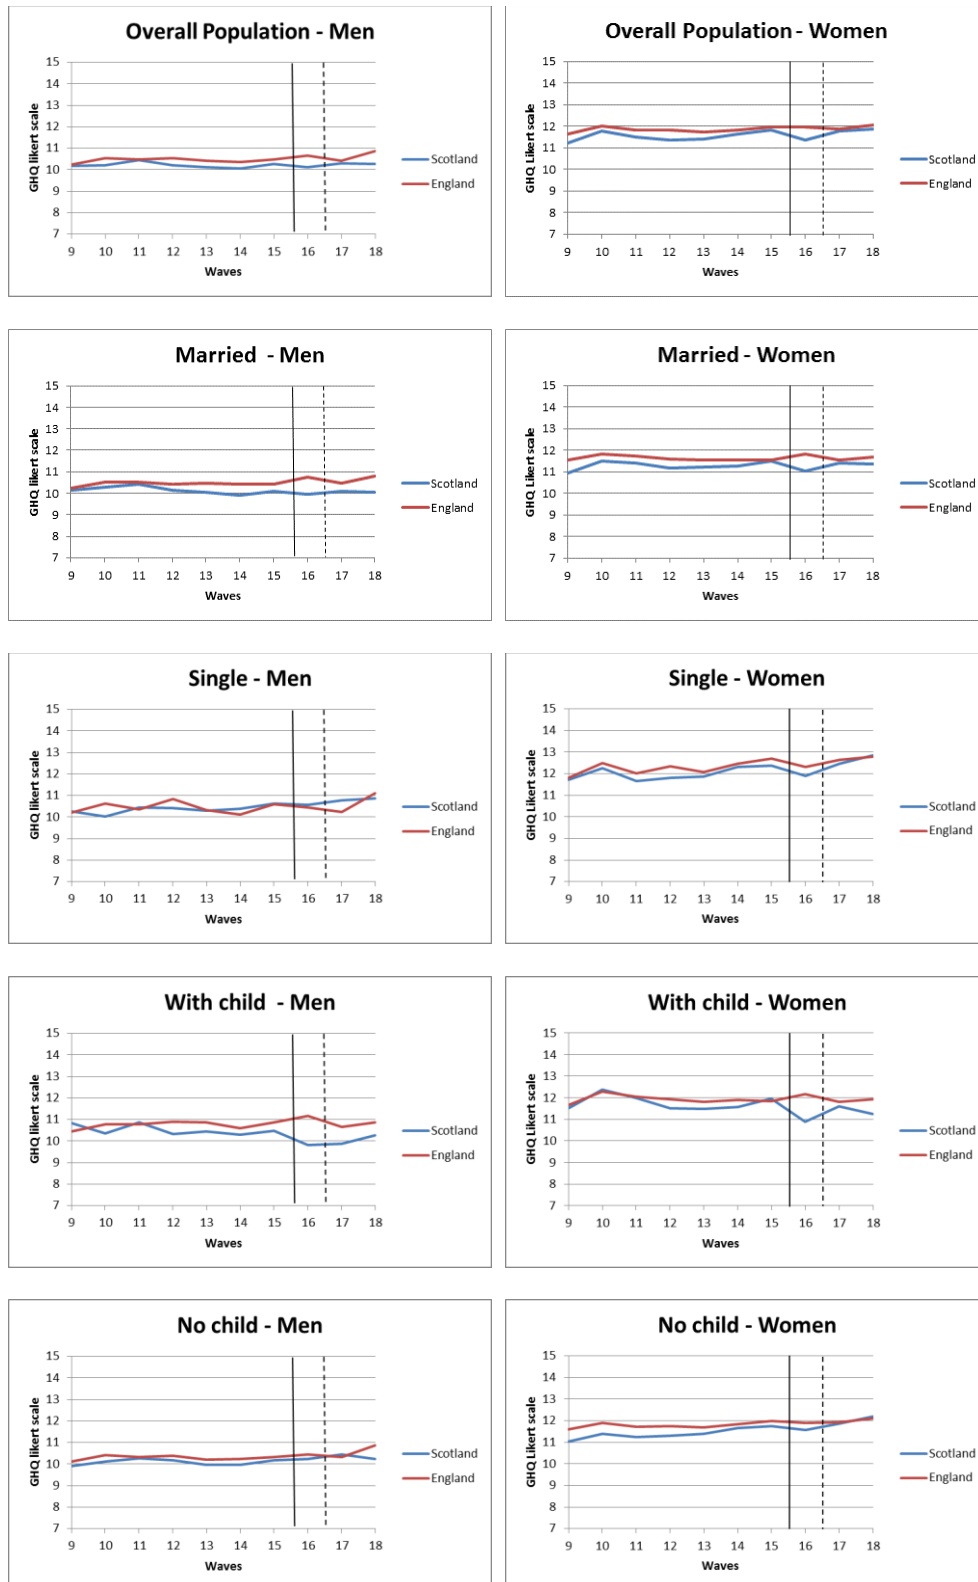 Overall Population - Men
15
14
13
12
11
10
9
8
7
GHQ likert scale
9 10 11 12 13 14 15 16 17 18
Waves
Scotland
England
Overall Population - Women
15
14
13
12
11
10
9
8
7
GHQ Likert scale
9 10 11 12 13 14 15 16 17 18
Waves
Scotland
England
Married - Men
15
14
13
12
11
10
9
8
7
GHQ likert scale
9 10 11 12 13 14 15 16 17 18
Waves
Scotland
England
Married - Women
15
14
13
12
11
10
9
8
7
GHQ Likert scale
9 10 11 12 13 14 15 16 17 18
Waves
Scotland
England
Single - Men
15
14
13
12
11
10
9
8
7
GHQ likert scale
9 10 11 12 13 14 15 16 17 18
Waves
Scotland
England
Single - Women
15
14
13
12
11
10
9
8
7
GHQ Likert scale
9 10 11 12 13 14 15 16 17 18
Waves
Scotland
England
With child - Men
15
14
13
12
11
10
9
8
7
GHQ likert scale
9 10 11 12 13 14 15 16 17 18
Waves
Scotland
England
With child - Women
15
14
13
12
11
10
9
8
7
GHQ Likert scale
9 10 11 12 13 14 15 16 17 18
Waves
Scotland
England
No child - Men
15
14
13
12
11
10
9
8
7
GHQ likert scale
9 10 11 12 13 14 15 16 17 18
Waves
Scotland
England
No child - Women
15
14
13
12
11
10
9
8
7
GHQ Likert scale
9 10 11 12 13 14 15 16 17 18
Waves
Scotland
England